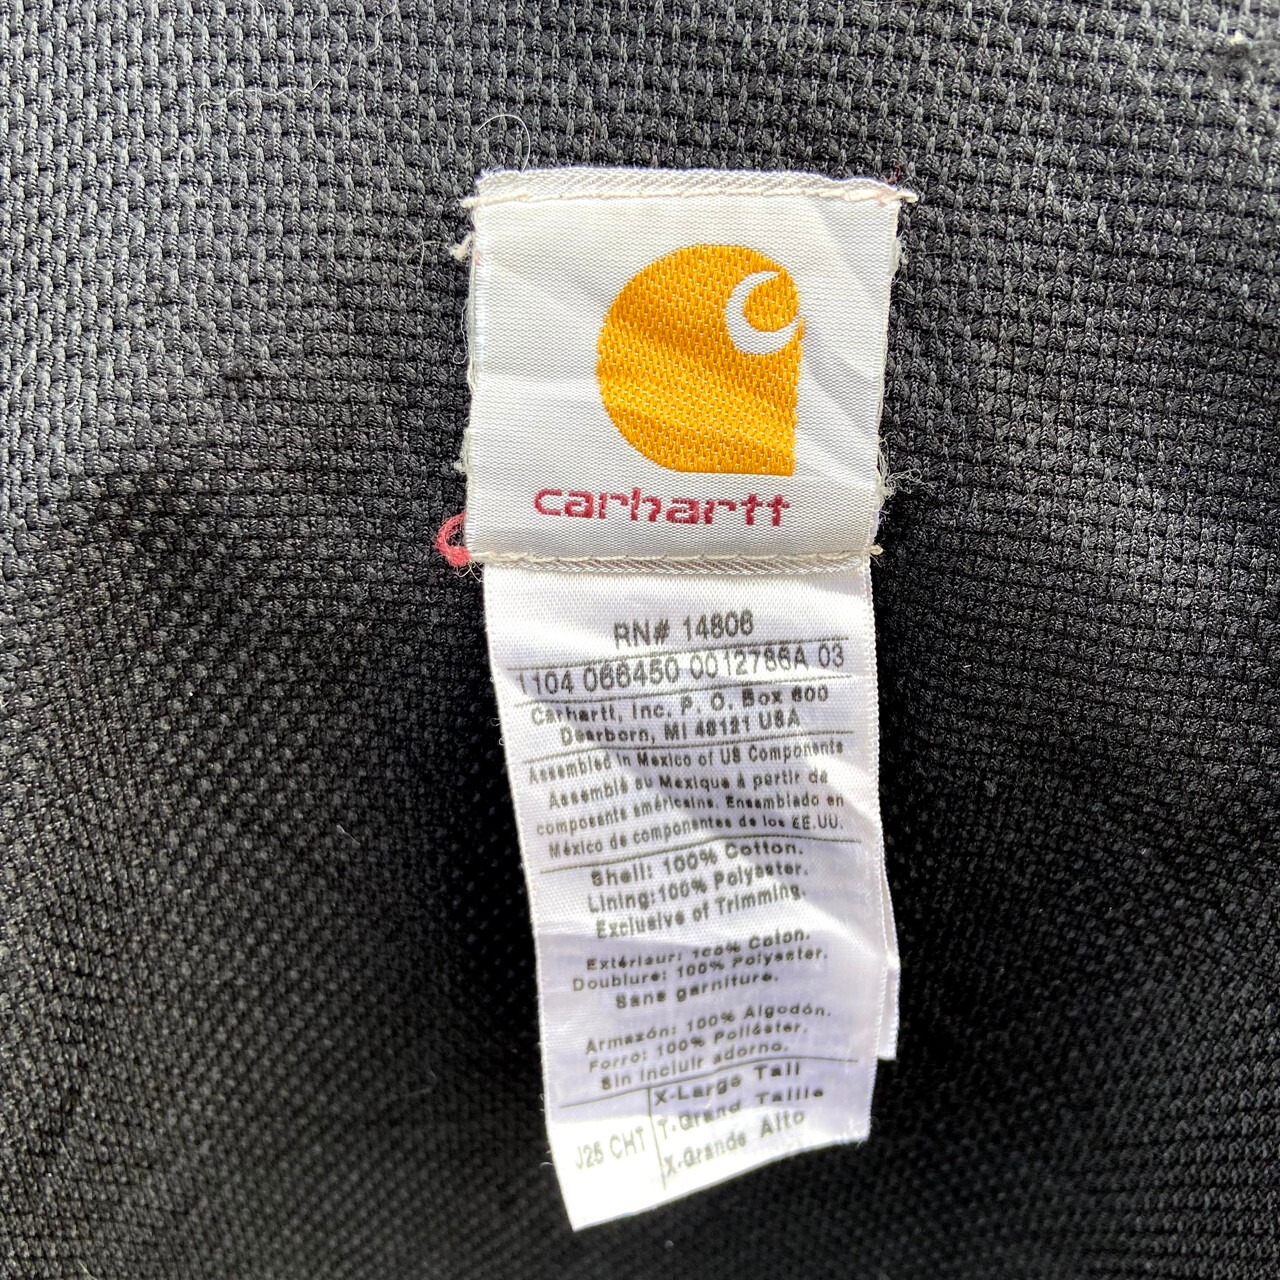 carhartt
RN# 14806
1104 066450 0012786A 03
Carhartt, Inc. P. O. Box 600
Dearborn, MI 48121 USA
Assembled in Mexico of US Components
Assemblé au Mexique à partir de
composants américains. Ensamblado en
México de componentes de los EE.UU.
Shell: 100% Cotton.
Lining:100% Polyester.
Exclusive of Trimming.
Extérieur: 100% Coton.
Doublure: 100% Polyester.
Sans garniture.
Armazón: 100% Algodón.
Forro: 100% Poliéster.
Sin incluir adorno.
X-Large Tall
J25 CHT T-Grand Taille
X-Grande Alto